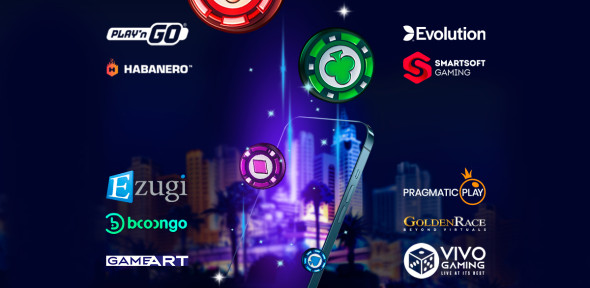 PLAY'n GO
HABANERO™
Ezugi
booongo
GAMEART
Evolution
SMARTSOFT
GAMING
PRAGMATIC PLAY
GOLDENRACE
BEYOND VIRTUALS
VIVO
GAMING
LIVE AT ITS BEST